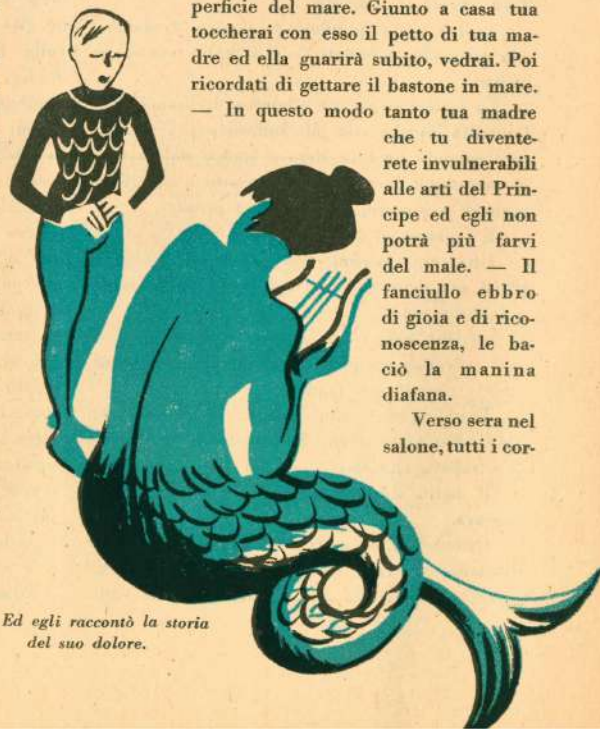 perficie del mare. Giunto a casa tua
toccherai con esso il petto di tua ma-
dre ed ella guarirà subito, vedrai. Poi
ricordati di gettare il bastone in mare.
— In questo modo tanto tua madre
che tu divente-
rete invulnerabili
alle arti del Prin-
cipe ed egli non
potrà più farvi
del male. — Il
fanciullo ebbro
di gioia e di rico-
noscenza, le ba-
ciò la manina
diafana.
Verso sera nel
salone, tutti i cor-
Ed egli raccontò la storia
del suo dolore.